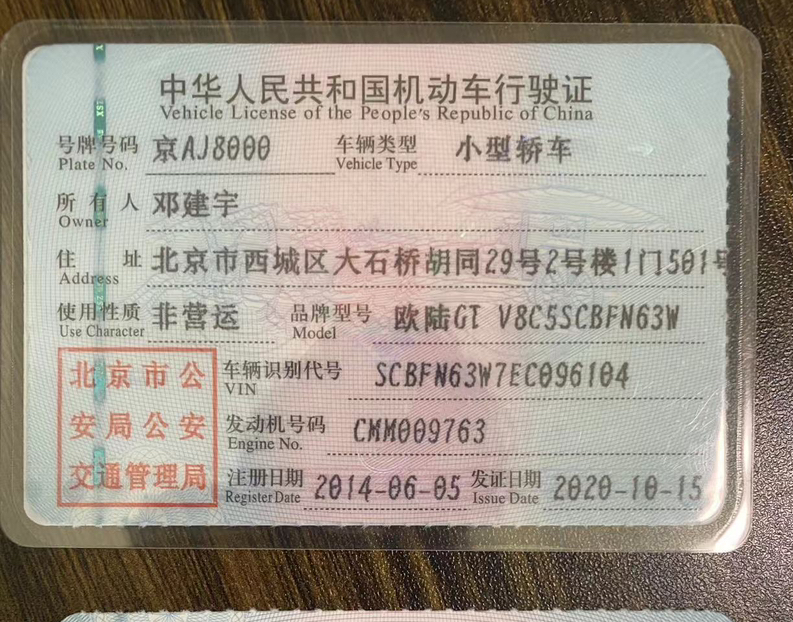 中华人民共和国机动车行驶证
Vehicle License of the People's Republic of China
号牌号码 京AJ8000 车辆类型 小型轿车
Plate No. Vehicle Type
所有人 邓建宇
Owner
住址 北京市西城区大石桥胡同29号2号楼1门501号
Address
使用性质 非营运 品牌型号 欧陆GT V8C5SCBFN63W
Use Character Model
北京市公安局公安交通管理局
车辆识别代号 SCBFN63W7EC096104
VIN
发动机号码 CMM009763
Engine No.
注册日期 2014-06-05 发证日期 2020-10-15
Register Date Issue Date